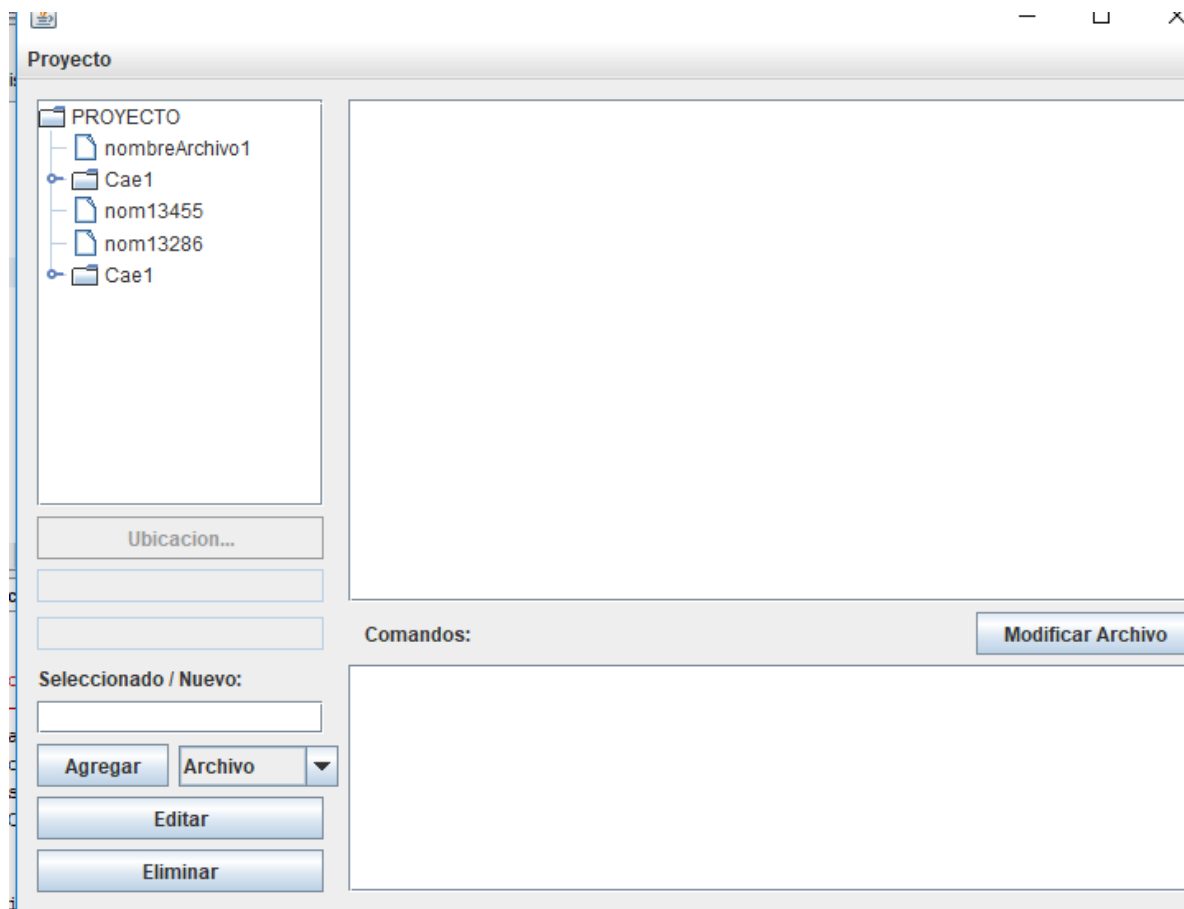 Proyecto
PROYECTO
nombreArchivo1
Cae1
nom13455
nom13286
Cae1
Ubicacion...
Comandos:
Modificar Archivo
Seleccionado / Nuevo:
Agregar
Archivo
Editar
Eliminar